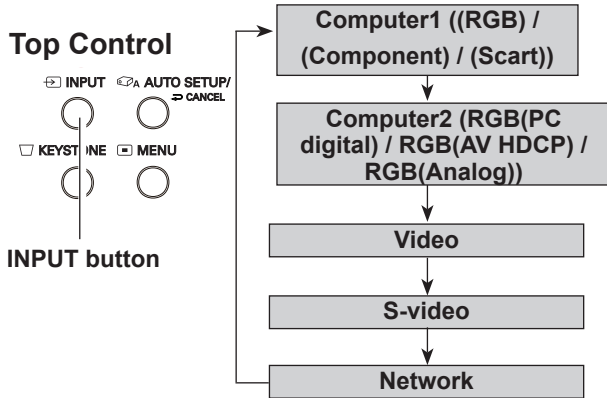 Top Control
INPUT
AUTO SETUP/
CANCEL
KEYSTONE
MENU
INPUT button
Computer1 ((RGB) /
(Component) / (Scart))
Computer2 (RGB(PC
digital) / RGB(AV HDCP) /
RGB(Analog))
Video
S-video
Network